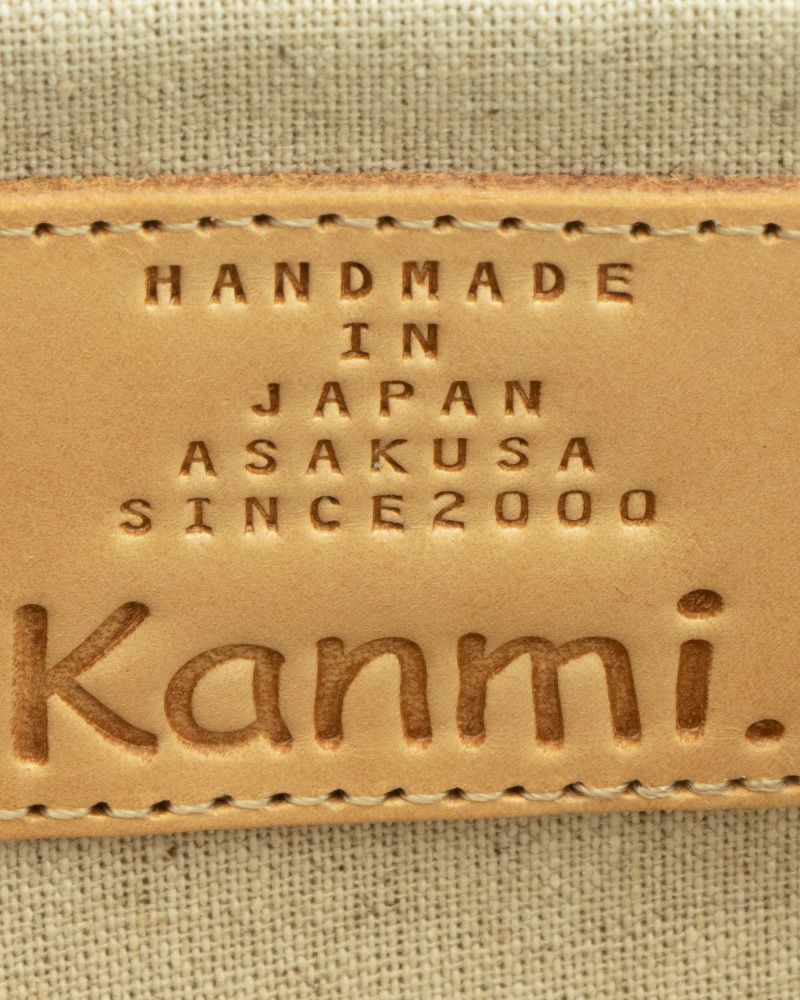 HANDMADE
IN
JAPAN
ASAKUSA
SINCE2000
Kanmi.